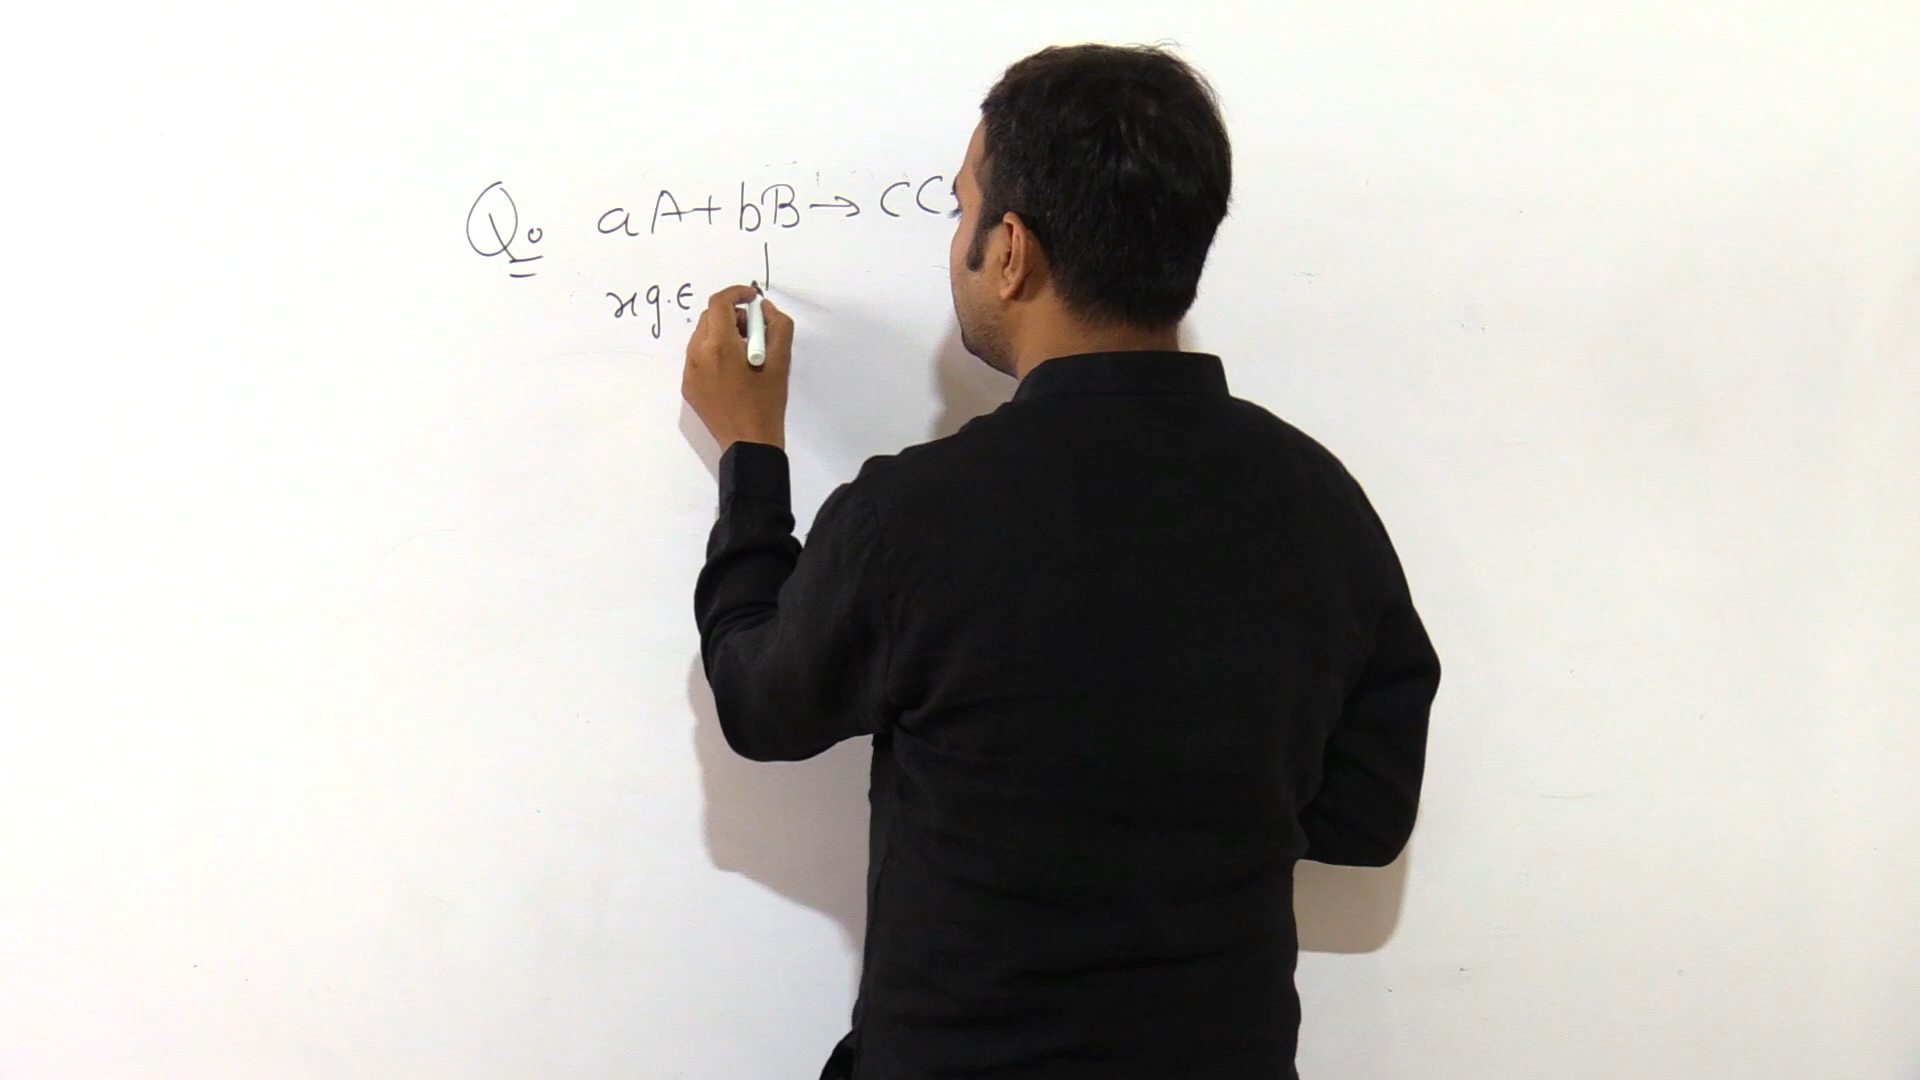 Q. aA + bB → CC
xg.E